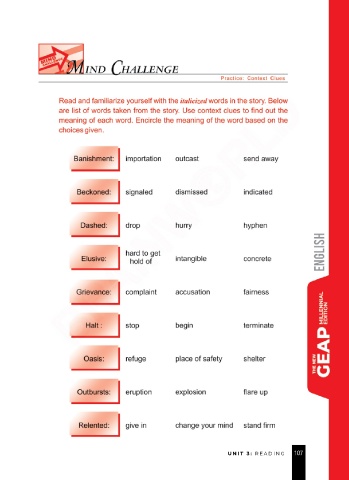 MIND CHALLENGE
Practice: Context Clues
Read and familiarize yourself with the italicized words in the story. Below
are list of words taken from the story. Use context clues to find out the
meaning of each word. Encircle the meaning of the word based on the
choices given.
Banishment: importation outcast send away
Beckoned: signaled dismissed indicated
Dashed: drop hurry hyphen
Elusive: hard to get
hold of intangible concrete
Grievance: complaint accusation fairness
Halt : stop begin terminate
Oasis: refuge place of safety shelter
Outbursts: eruption explosion flare up
Relented: give in change your mind stand firm
ENGLISH
THE NEW
GEAP MILLENNIAL
EDITION
UNIT 3: READING 107